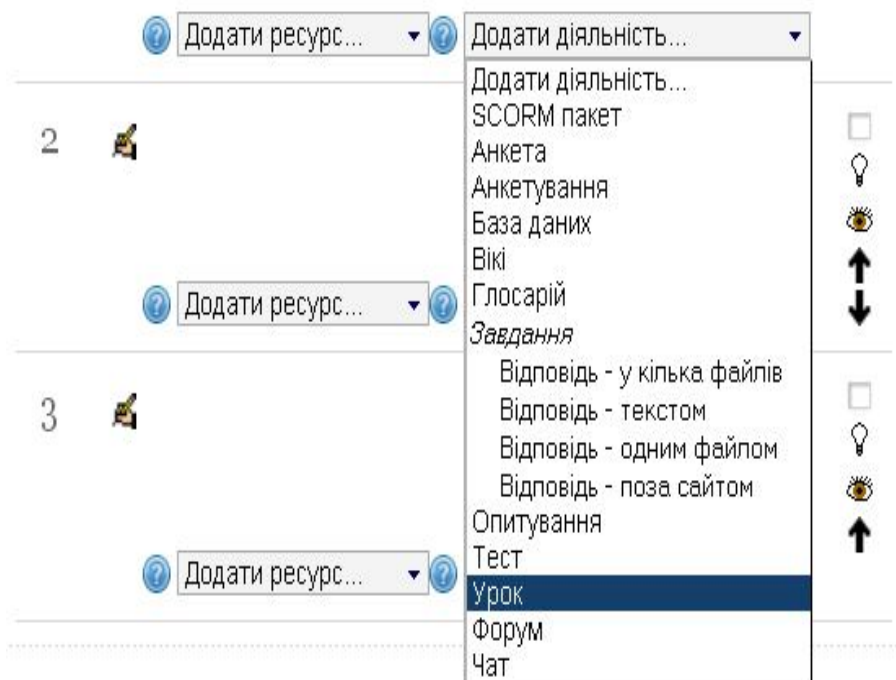 Додати ресурс... Додати діяльність...
Додати діяльність...
SCORM пакет
2
Анкета
Анкетування
База даних
Вікі
Додати ресурс... Глосарій
Завдання
Відповідь - у кілька файлів
3 Відповідь - текстом
Відповідь - одним файлом
Відповідь - поза сайтом
Опитування
Тест
Додати ресурс... Урок
Форум
Чат